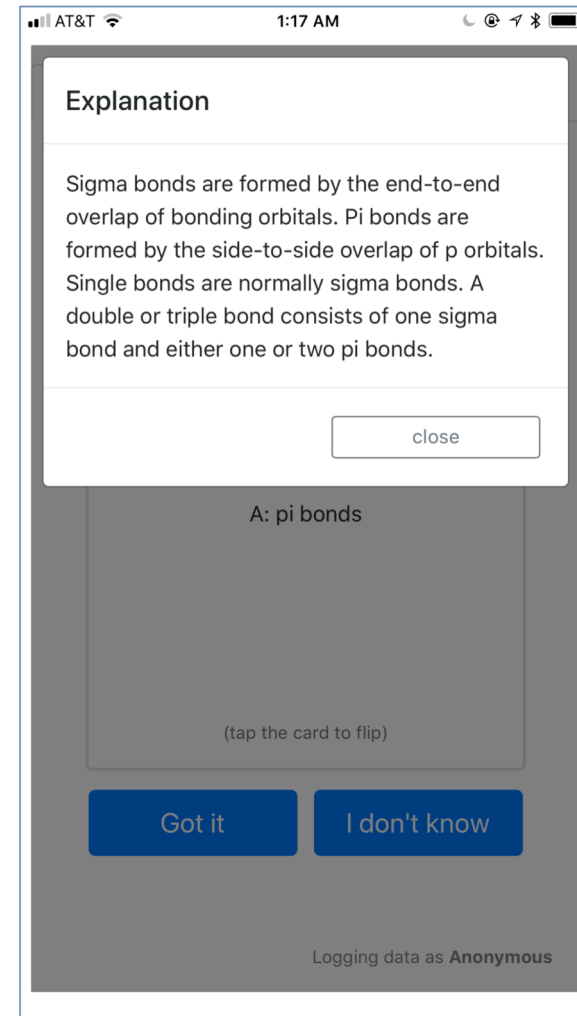 AT&T
1:17 AM
Explanation
Sigma bonds are formed by the end-to-end
overlap of bonding orbitals. Pi bonds are
formed by the side-to-side overlap of p orbitals.
Single bonds are normally sigma bonds. A
double or triple bond consists of one sigma
bond and either one or two pi bonds.
close
A: pi bonds
(tap the card to flip)
Got it
I don't know
Logging data as Anonymous